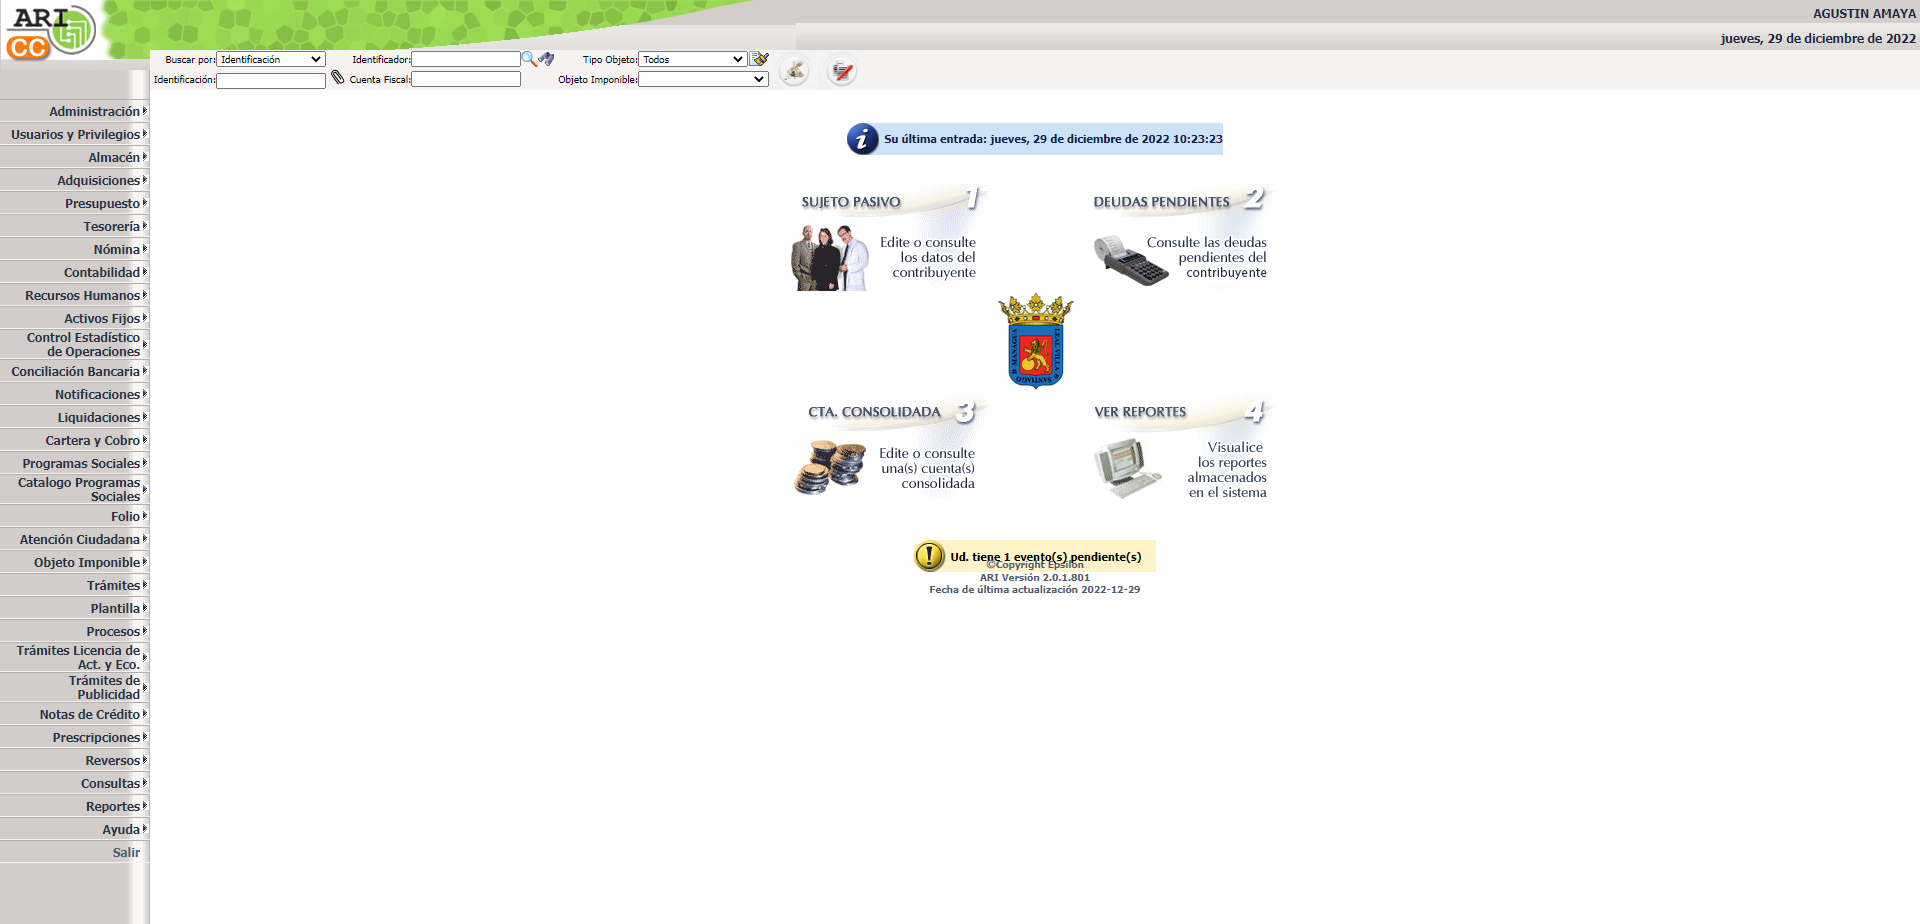 ARI
CC
AGUSTIN AMAYA
jueves, 29 de diciembre de 2022
Buscar por: Identificación Identificador: Tipo Objeto: Todos
Identificación: Cuenta Fiscal: Objeto Imponible:
Administración
Usuarios y Privilegios
Almacén
Adquisiciones
Presupuesto
Tesorería
Nómina
Contabilidad
Recursos Humanos
Activos Fijos
Control Estadístico
de Operaciones
Conciliación Bancaria
Notificaciones
Liquidaciones
Cartera y Cobro
Programas Sociales
Catalogo Programas
Sociales
Folio
Atención Ciudadana
Objeto Imponible
Trámites
Plantilla
Procesos
Trámites Licencia de
Act. y Eco.
Trámites de
Publicidad
Notas de Crédito
Prescripciones
Reversos
Consultas
Reportes
Ayuda
Salir
Su última entrada: jueves, 29 de diciembre de 2022 10:23:23
SUJETO PASIVO 1
Edite o consulte
los datos del
contribuyente
DEUDAS PENDIENTES 2
Consulte las deudas
pendientes del
contribuyente
LEAL VILLA D
SANTIAGO
D MANAGUA
CTA. CONSOLIDADA 3
Edite o consulte
una(s) cuenta(s)
consolidada
VER REPORTES 4
Visualice
los reportes
almacenados
en el sistema
Ud. tiene 1 evento(s) pendiente(s)
©Copyright Epsilon
ARI Versión 2.0.1.801
Fecha de última actualización 2022-12-29